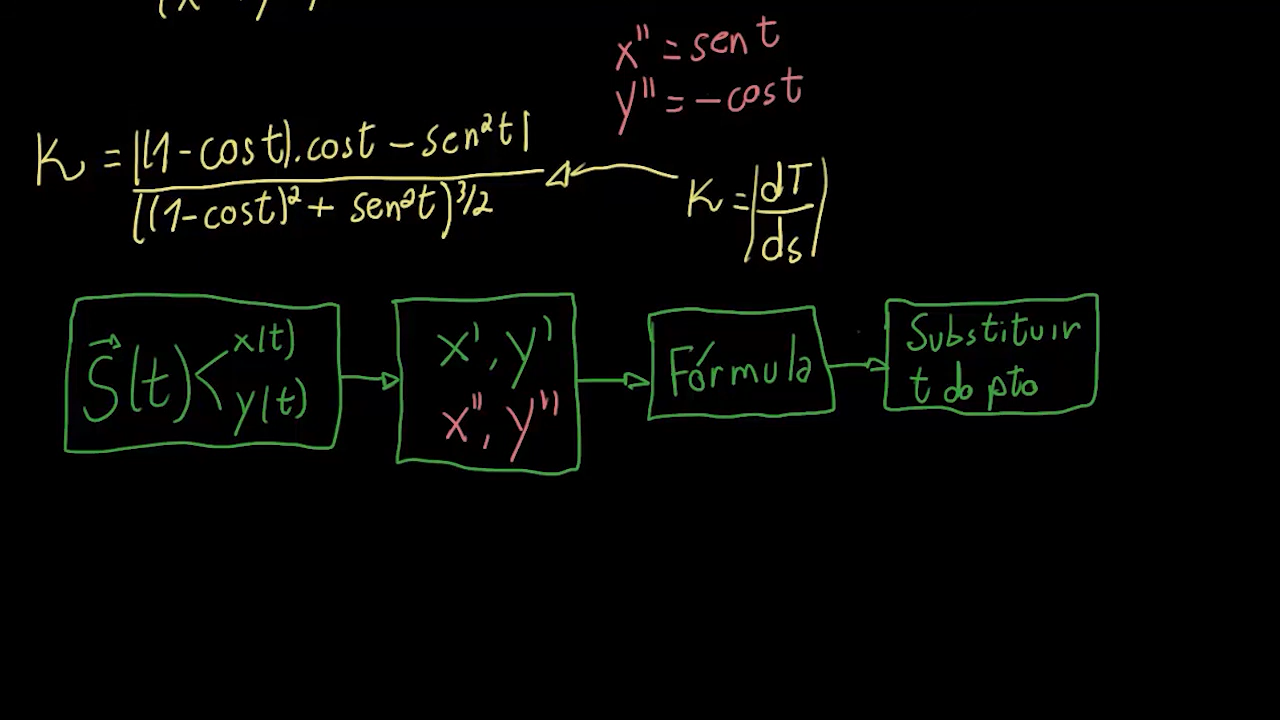 x'' = sen t
y'' = -cos t
K = |(1-cos t).cos t - sen²t| / ((1-cos t)² + sen²t)^3/2
K = |dT/ds|
S⃗(t) < x(t)
y(t)
x', y'
x'', y''
Fórmula
Substituir
t do pto